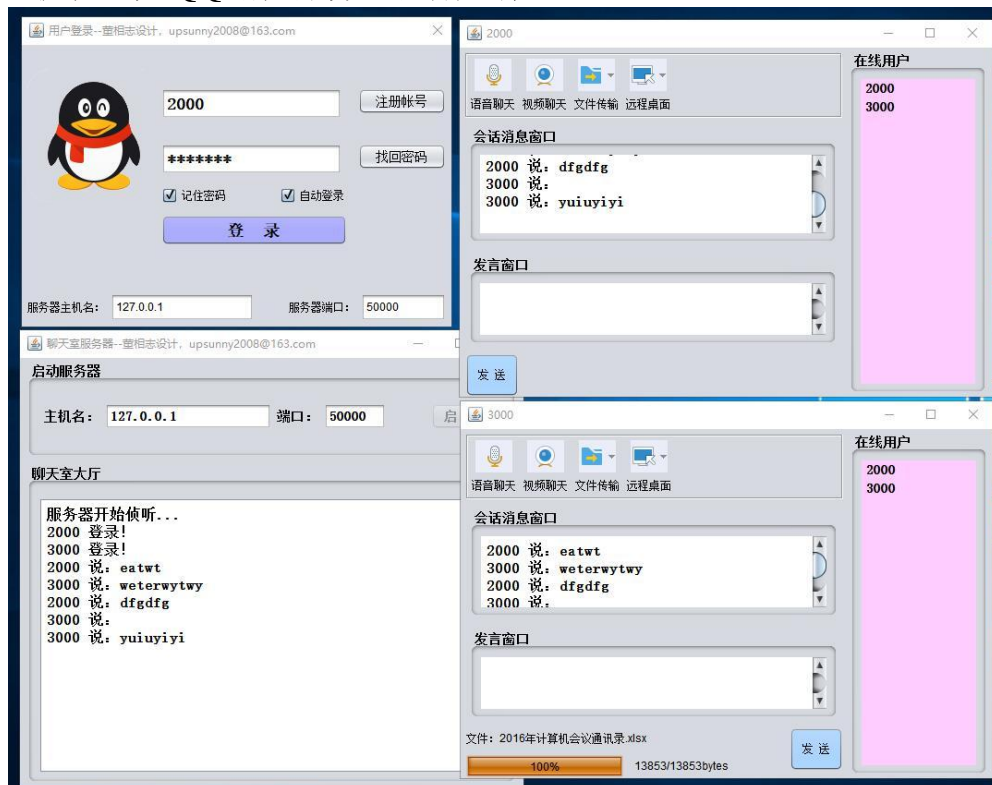 用户登录--董相志设计, upsunny2008@163.com
2000
注册帐号
*******
找回密码
记住密码
自动登录
登 录
服务器主机名: 127.0.0.1
服务器端口: 50000
2000
语音聊天 视频聊天 文件传输 远程桌面
会话消息窗口
2000 说: dfgdfg
3000 说:
3000 说: yuiuyiyi
发言窗口
发 送
在线用户
2000
3000
聊天室服务器--董相志设计, upsunny2008@163.com
启动服务器
主机名: 127.0.0.1
端口: 50000
启
聊天室大厅
服务器开始侦听...
2000 登录!
3000 登录!
2000 说: eatwt
3000 说: weterwytwy
2000 说: dfgdfg
3000 说:
3000 说: yuiuyiyi
3000
语音聊天 视频聊天 文件传输 远程桌面
会话消息窗口
2000 说: eatwt
3000 说: weterwytwy
2000 说: dfgdfg
3000 说:
发言窗口
文件: 2016年计算机会议通讯录.xlsx
100%
13853/13853bytes
发 送
在线用户
2000
3000